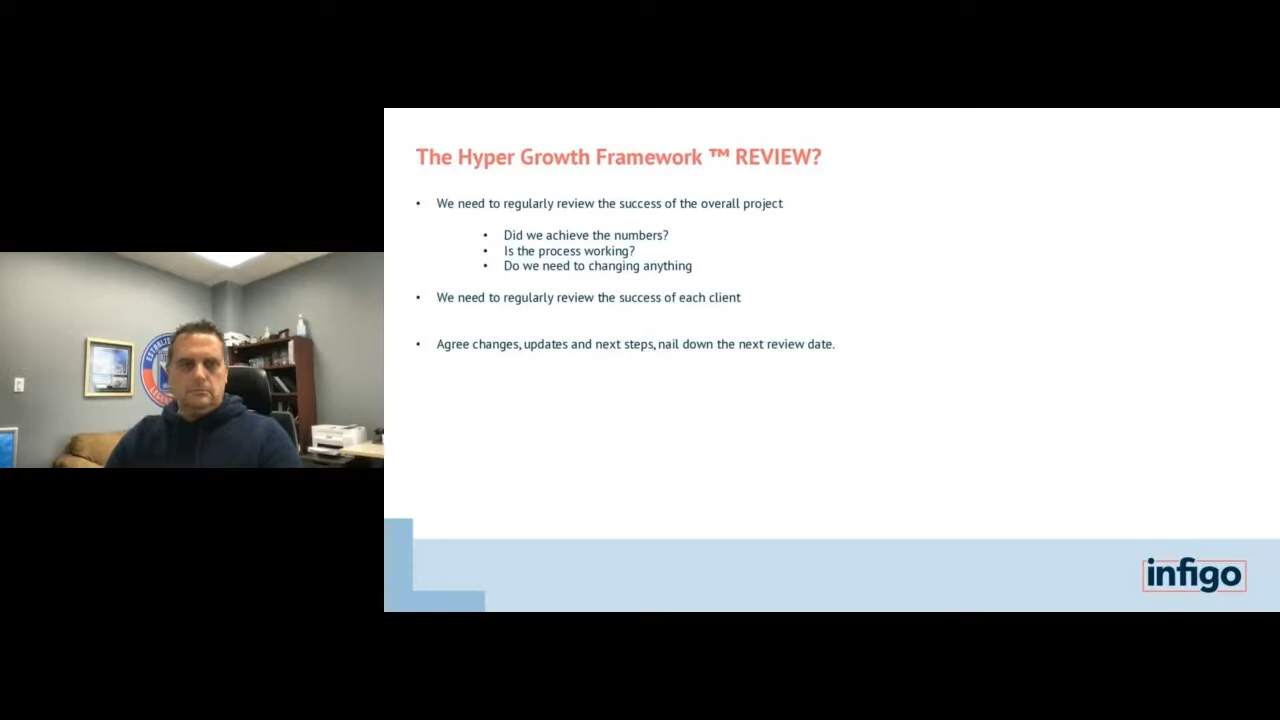 The Hyper Growth Framework ™ REVIEW?
• We need to regularly review the success of the overall project
• Did we achieve the numbers?
• Is the process working?
• Do we need to changing anything
• We need to regularly review the success of each client
• Agree changes, updates and next steps, nail down the next review date.
infigo